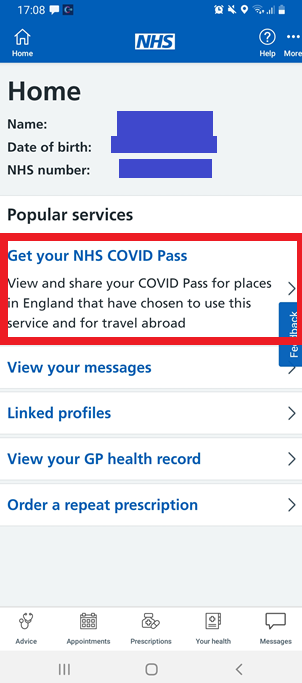 17:08
Home
NHS
Help
More
Home
Name:
Date of birth:
NHS number:
Popular services
Get your NHS COVID Pass
View and share your COVID Pass for places
in England that have chosen to use this
service and for travel abroad
Feedback
View your messages
Linked profiles
View your GP health record
Order a repeat prescription
Advice
Appointments
Prescriptions
Your health
Messages